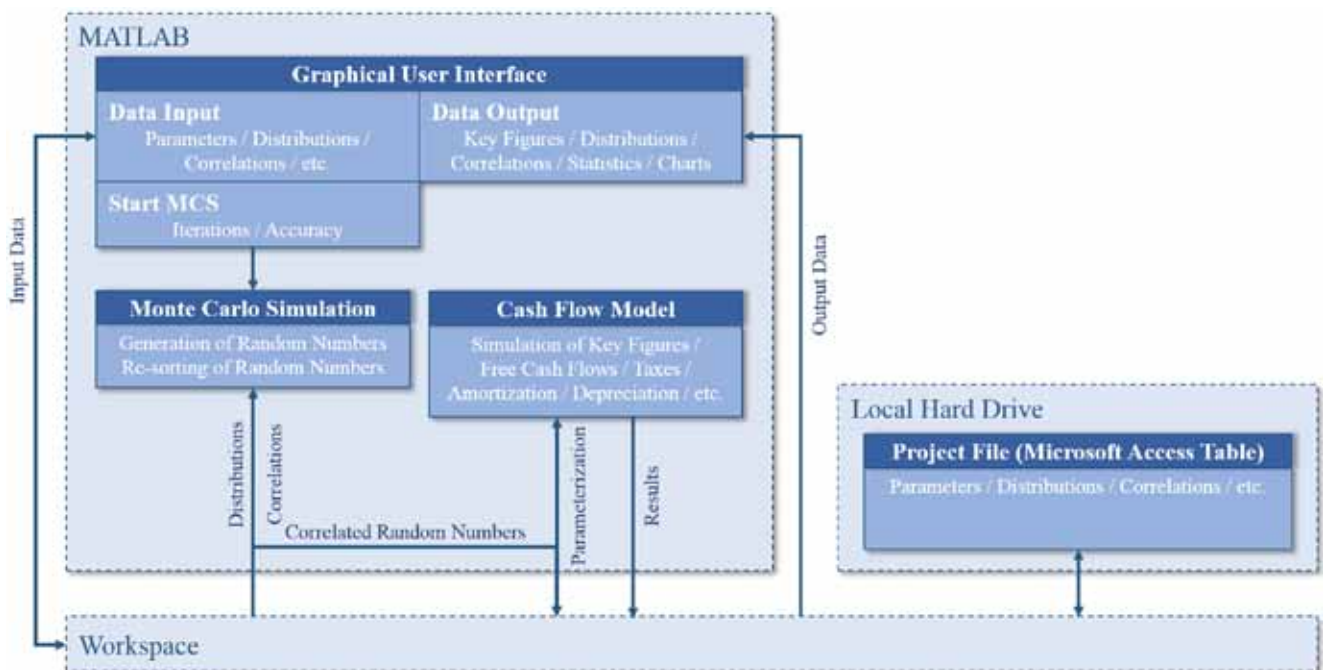 MATLAB
Graphical User Interface
Data Input
Parameters / Distributions /
Correlations / etc.
Data Output
Key Figures / Distributions /
Correlations / Statistics / Charts
Start MCS
Iterations / Accuracy
Input Data
Output Data
Monte Carlo Simulation
Generation of Random Numbers
Re-sorting of Random Numbers
Cash Flow Model
Simulation of Key Figures /
Free Cash Flows / Taxes /
Amortization / Depreciation / etc.
Distributions
Correlations
Correlated Random Numbers
Parameterization
Results
Local Hard Drive
Project File (Microsoft Access Table)
Parameters / Distributions / Correlations / etc.
Workspace